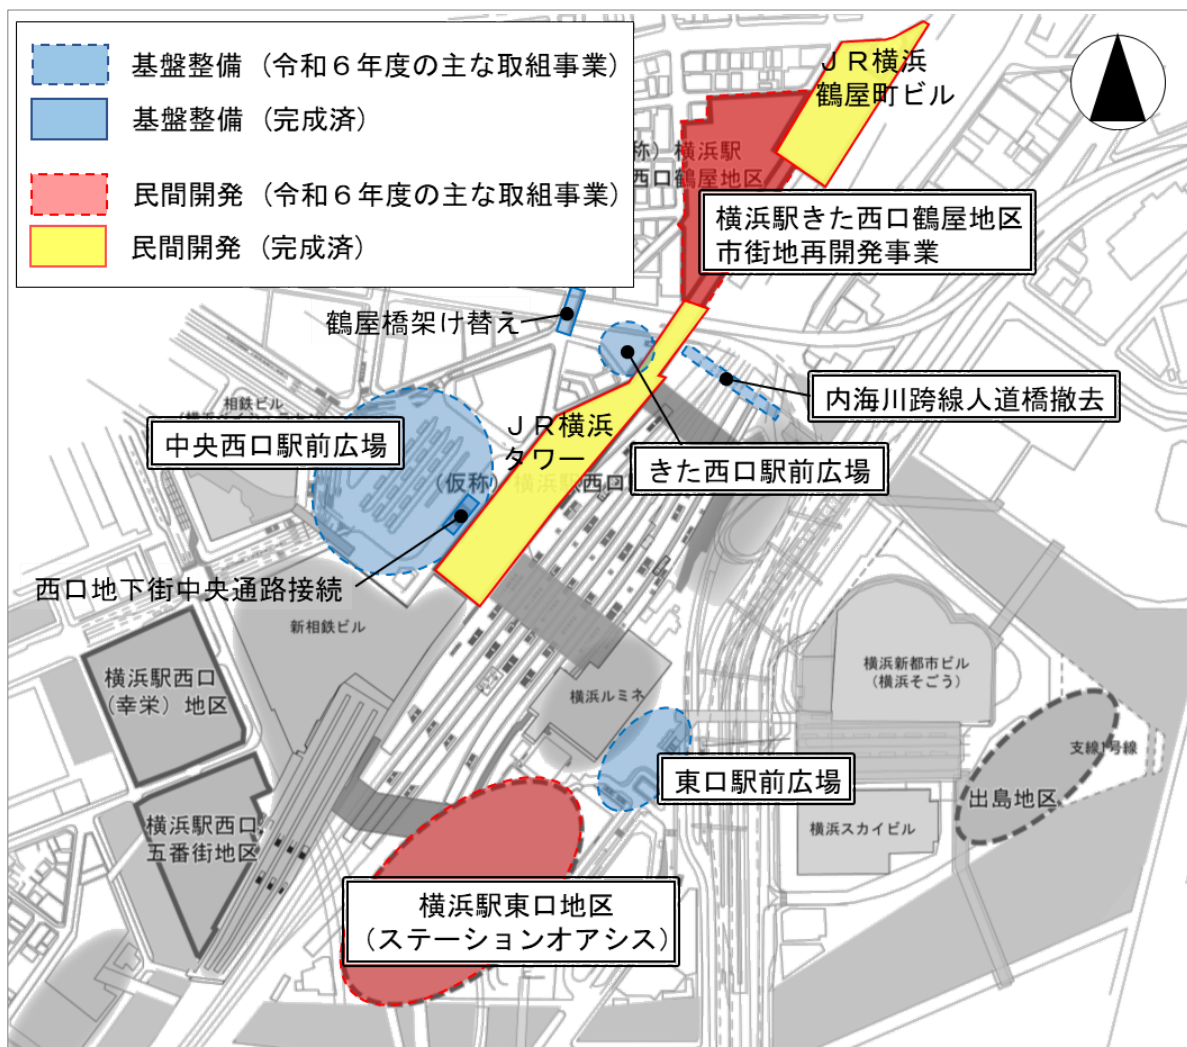 基盤整備（令和６年度の主な取組事業）
基盤整備（完成済）
民間開発（令和６年度の主な取組事業）
民間開発（完成済）
ＪＲ横浜
鶴屋町ビル
称）横浜駅
西口鶴屋地区
横浜駅きた西口鶴屋地区
市街地再開発事業
鶴屋橋架け替え
内海川跨線人道橋撤去
相鉄ビル
中央西口駅前広場
ＪＲ横浜
タワー
（仮称）横浜駅西口
きた西口駅前広場
西口地下街中央通路接続
新相鉄ビル
横浜駅西口
（幸栄）地区
横浜ルミネ
横浜新都市ビル
（横浜そごう）
支線1号線
東口駅前広場
出島地区
横浜駅西口
五番街地区
横浜スカイビル
横浜駅東口地区
（ステーションオアシス）